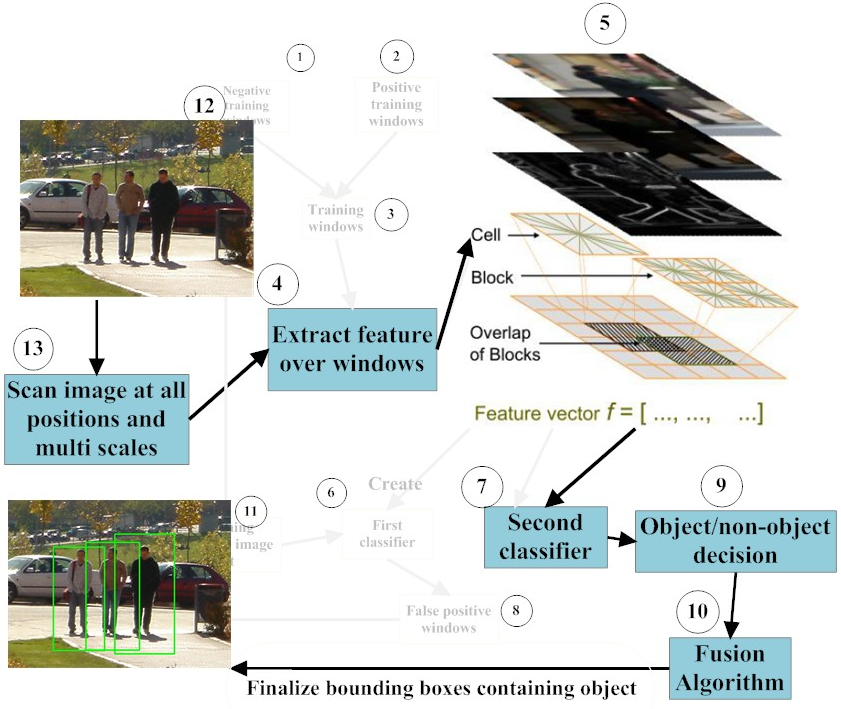 5
1
2
12
Negative
training
windows
Positive
training
windows
Training
windows
3
Cell
4
Block
Extract feature
over windows
13
Overlap
of Blocks
Scan image at all
positions and
multi scales
Feature vector f = [ ..., ..., ...]
6
Create
7
9
11
First
classifier
Second
classifier
Object/non-object
decision
image
False positive
windows
8
10
Fusion
Algorithm
Finalize bounding boxes containing object